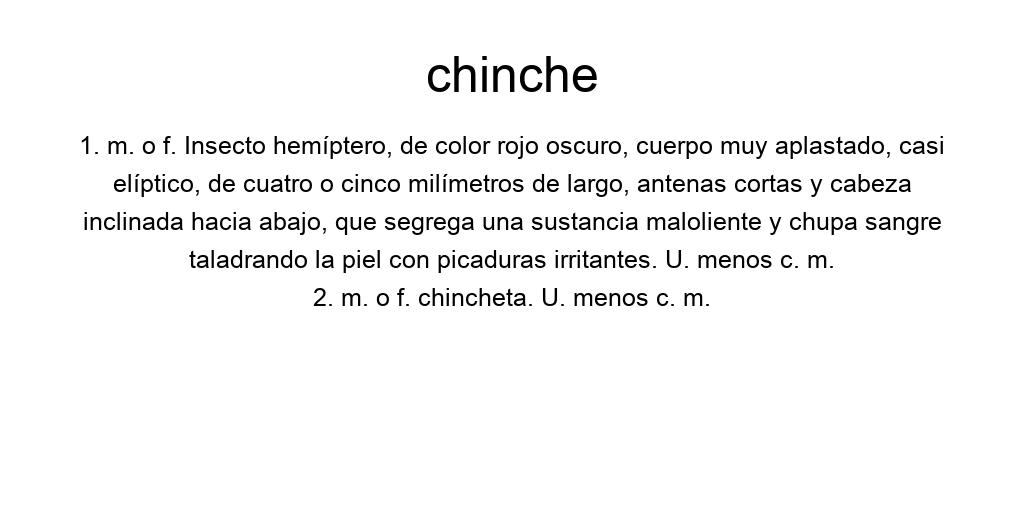 chinche
1. m. o f. Insecto hemíptero, de color rojo oscuro, cuerpo muy aplastado, casi
elíptico, de cuatro o cinco milímetros de largo, antenas cortas y cabeza
inclinada hacia abajo, que segrega una sustancia maloliente y chupa sangre
taladrando la piel con picaduras irritantes. U. menos c. m.
2. m. o f. chincheta. U. menos c. m.